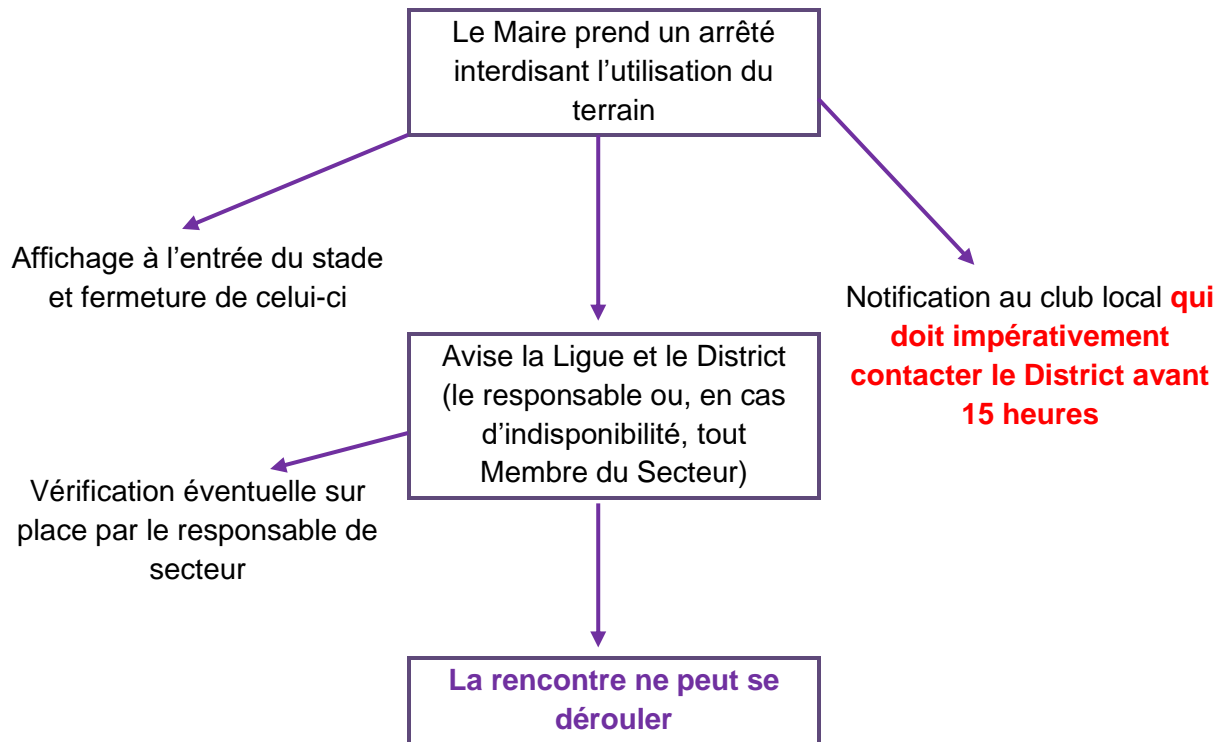 Le Maire prend un arrêté
interdisant l’utilisation du
terrain
Affichage à l’entrée du stade
et fermeture de celui-ci
Notification au club local qui
doit impérativement
contacter le District avant
15 heures
Avise la Ligue et le District
(le responsable ou, en cas
d’indisponibilité, tout
Membre du Secteur)
Vérification éventuelle sur
place par le responsable de
secteur
La rencontre ne peut se
dérouler